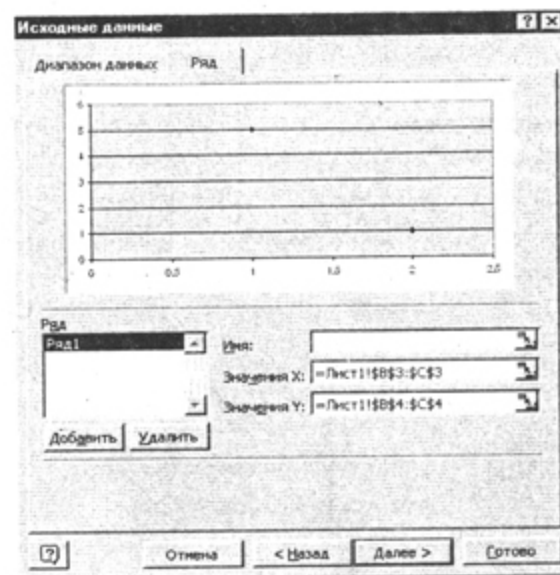 Исходные данные
Диапазон данных Ряд
6
5
4
3
2
1
0
0 0,5 1 1,5 2 2,5
Ряд
Ряд1
Имя:
Значения X: =Лист1!$B$3:$C$3
Значения Y: =Лист1!$B$4:$C$4
Добавить Удалить
Отмена < Назад Далее > Готово